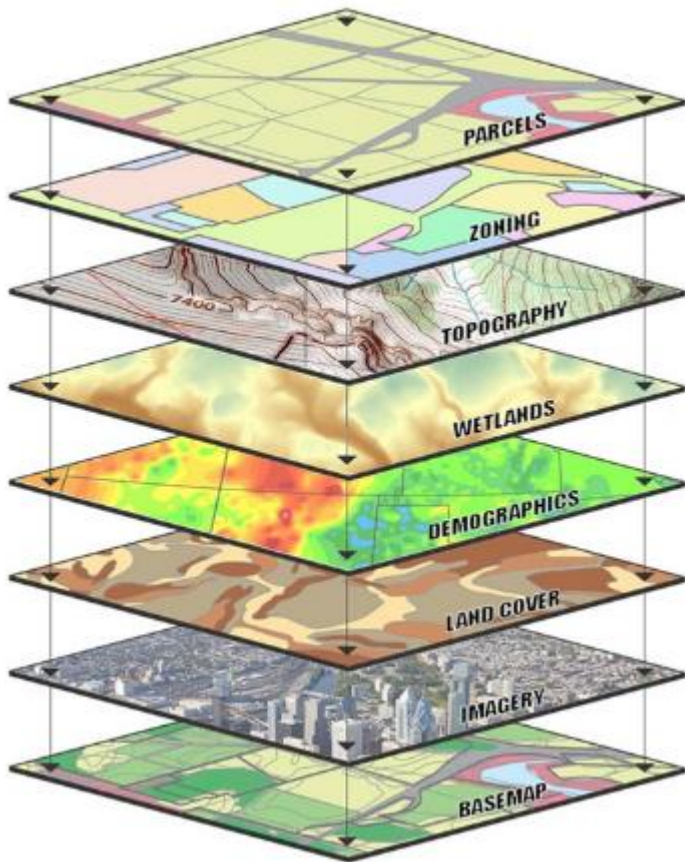 PARCELS
ZONING
7400
TOPOGRAPHY
WETLANDS
DEMOGRAPHICS
LAND COVER
IMAGERY
BASEMAP